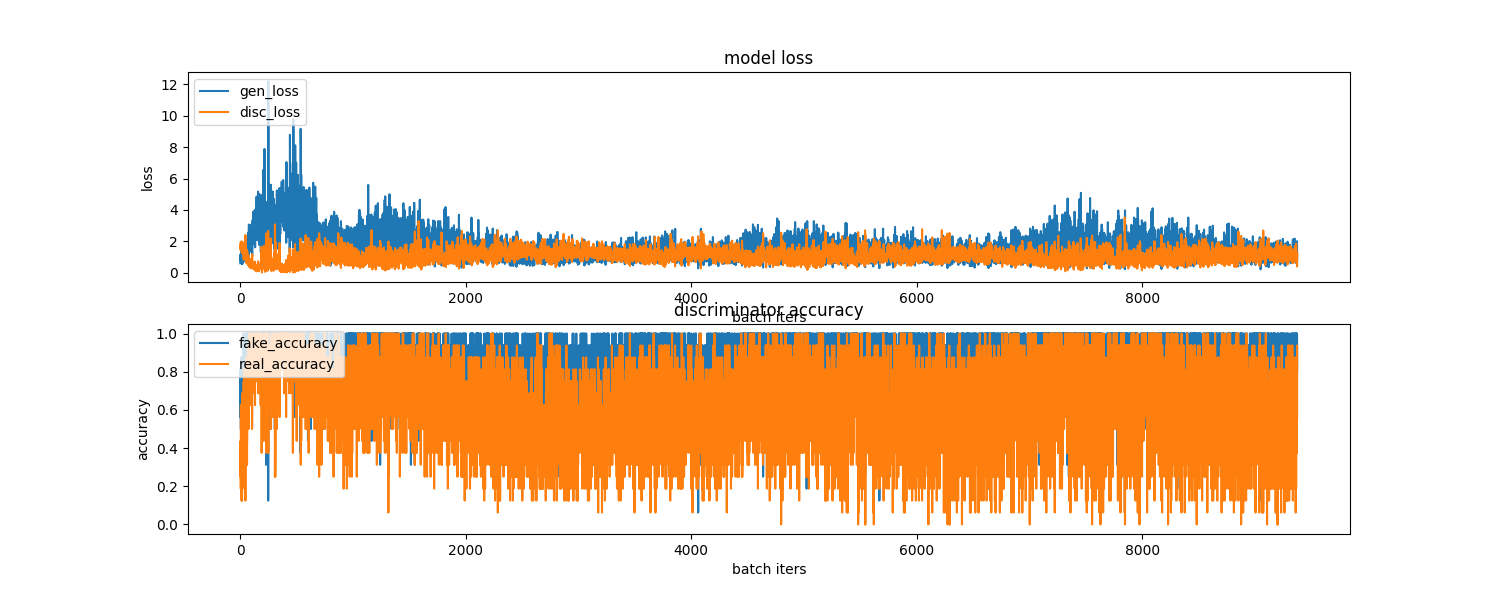 model loss
12
10
8
6
4
2
0
loss
gen_loss
disc_loss
0 2000 4000 6000 8000
batch iters
discriminator accuracy
1.0
0.8
0.6
0.4
0.2
0.0
accuracy
fake_accuracy
real_accuracy
0 2000 4000 6000 8000
batch iters